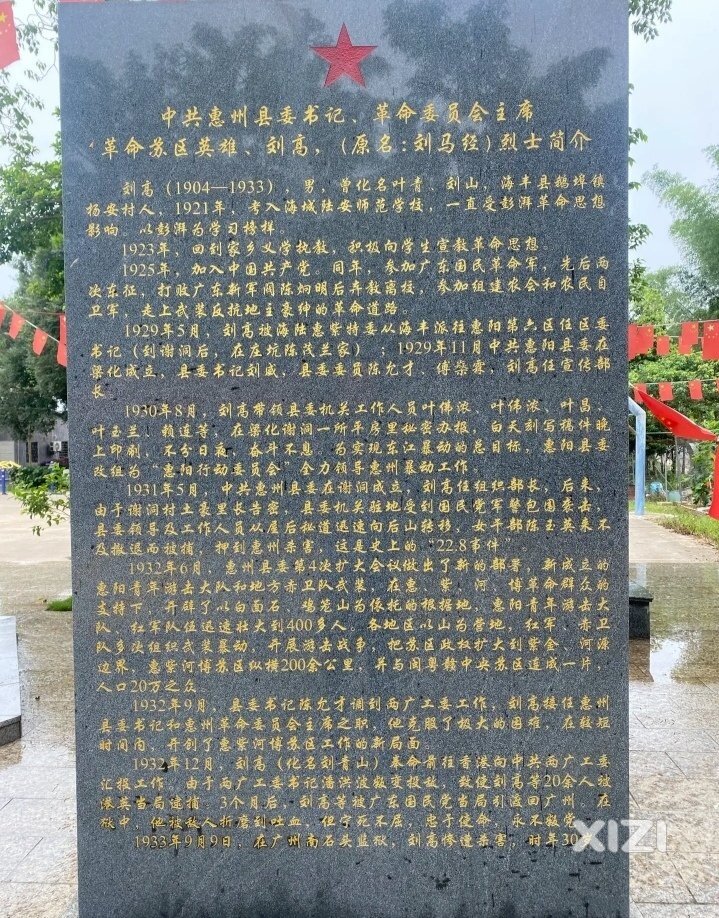 中共惠州县委书记、革命委员会主席
革命苏区英雄、刘高，（原名：刘马经）烈士简介
刘高（1904—1933），男，曾化名叶青、刘山，海丰县鹅埠镇
杨安村人，1921年，考入海城陆安师范学校，一直受彭湃革命思想
影响。以彭湃为学习榜样。
1923年，回到家乡义学执教，积极向学生宣教革命思想。
1925年，加入中国共产党。同年，参加广东国民革命军，先后两
次东征，打败广东新军阀陈炯明后弃教离校，参加组建农会和农民自
卫军，走上武装反抗地主豪绅的革命道路。
1929年5月，刘高被海陆惠紫特委从海丰派往惠阳第六区任区委
书记（到谢洞后，在庄坑陈茂兰家）；1929年11月中共惠阳县委在
梁化成立，县委书记刘威，县委委员陈允才、傅燊霖，刘高任宣传部
长。
1930年8月，刘高带领县委机关工作人员叶佛浓、叶伟浓、叶昌、
叶玉兰、赖连等，在梁化谢洞一所平房里秘密办报，白天刻写稿件晚
上印刷，不分日夜，奋斗不息。为实现东江暴动的总目标，惠阳县委
改组为“惠阳行动委员会”全力领导惠州暴动工作。
1931年5月，中共惠州县委在谢洞成立，刘高任组织部长，后来，
由于谢洞村土豪里长告密，县委机关驻地受到国民党军警包围袭击，
县委领导及工作人员从屋后秘道迅速向后山转移，女干部陈玉英来不
及撤退而被捕，押到惠州杀害，这是史上的“22.8事件”。
1932年6月，惠州县委第4次扩大会议做出了新的部署，新成立的
惠阳青年游击大队和地方赤卫队武装，在惠、紫、河、博革命群众的
支持下，开辟了以白面石、鸡笼山为依托的根据地，惠阳青年游击大
队、红军队伍迅速壮大到400多人，各地区以山为营地，红军、赤卫
队多次组织武装暴动，开展游击战争，把苏区政权扩大到紫金、河源
边界，惠紫河博苏区纵横200余公里，并与闽粤赣中央苏区连成一片，
人口20万之众。
1932年9月，县委书记陈允才调到两广工委工作，刘高接任惠州
县委书记和惠州革命委员会主席之职，他克服了极大的困难，在较短
时间内，开创了惠紫河博苏区工作的新局面。
1932年12月，刘高（化名刘青山）奉命前往香港向中共两广工委
汇报工作，由于两广工委书记潘洪波叛变投敌，致使刘高等20余人被
港英当局逮捕，3个月后，刘高等被广东国民党当局引渡回广州。在
狱中，他被敌人折磨到吐血，但宁死不屈，忠于使命，永不叛党。
1933年9月9日，在广州南石头监狱，刘高惨遭杀害，时年30
XIZI